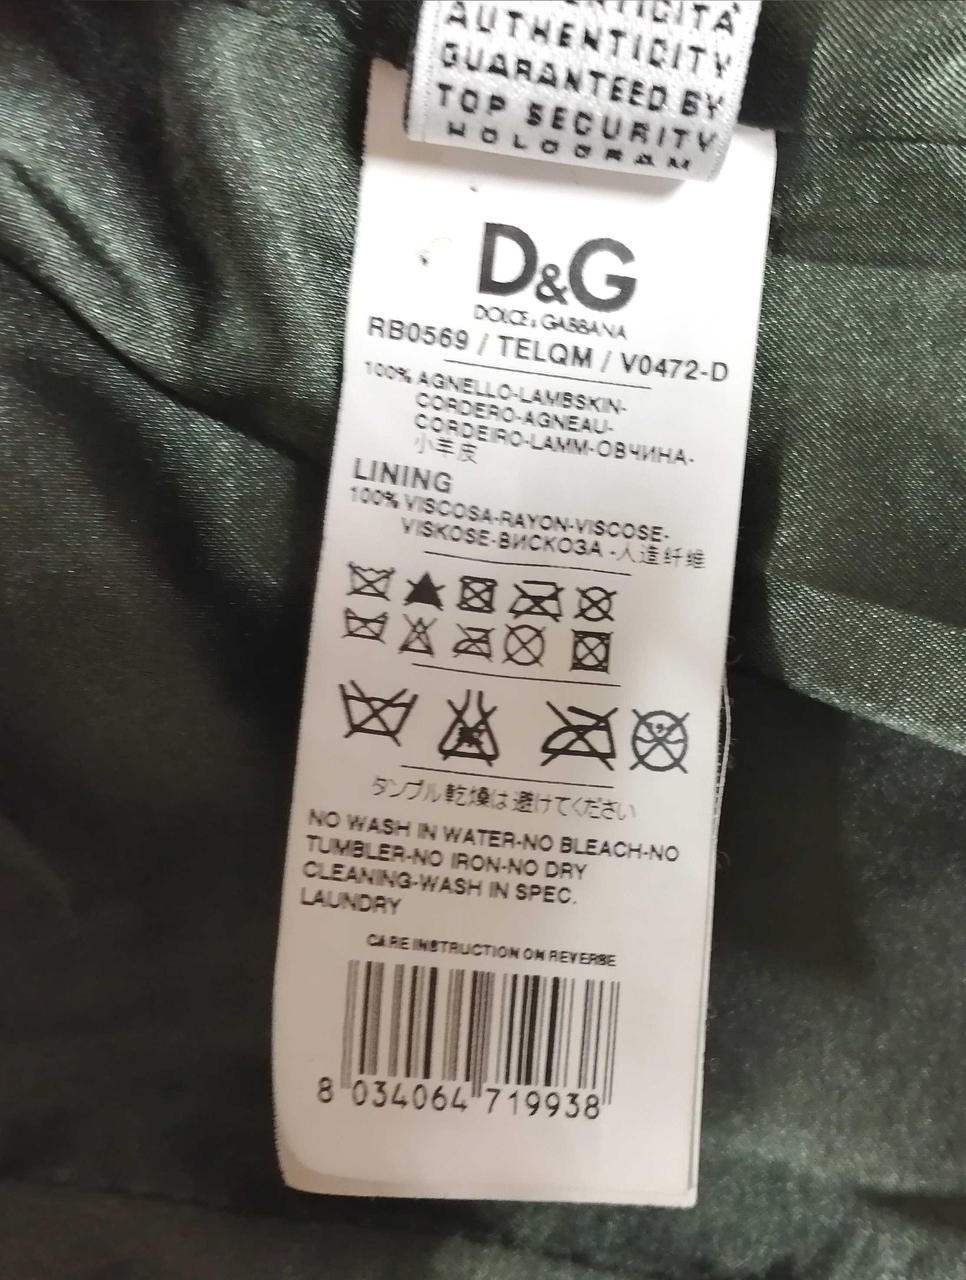 AUTENTICITÀ
AUTHENTICITY
GUARANTEED BY
TOP SECURITY
HOLOGRAM
D&G
DOLCE & GABBANA
RB0569 / TELQM / V0472-D
100% AGNELLO-LAMBSKIN-
CORDERO-AGNEAU-
CORDEIRO-LAMM-ОВЧИНА-
小羊皮
LINING
100% VISCOSA-RAYON-VISCOSE-
VISKOSE-ВИСКОЗА -人造纤维
タンブル乾燥は避けてください
NO WASH IN WATER-NO BLEACH-NO
TUMBLER-NO IRON-NO DRY
CLEANING-WASH IN SPEC.
LAUNDRY
CARE INSTRUCTION ON REVERSE
8 034064 719938